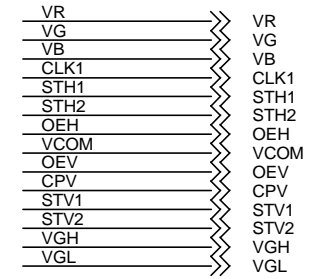 VR VR
VG VG
VB VB
CLK1 CLK1
STH1 STH1
STH2 STH2
OEH OEH
VCOM VCOM
OEV OEV
CPV CPV
STV1 STV1
STV2 STV2
VGH VGH
VGL VGL